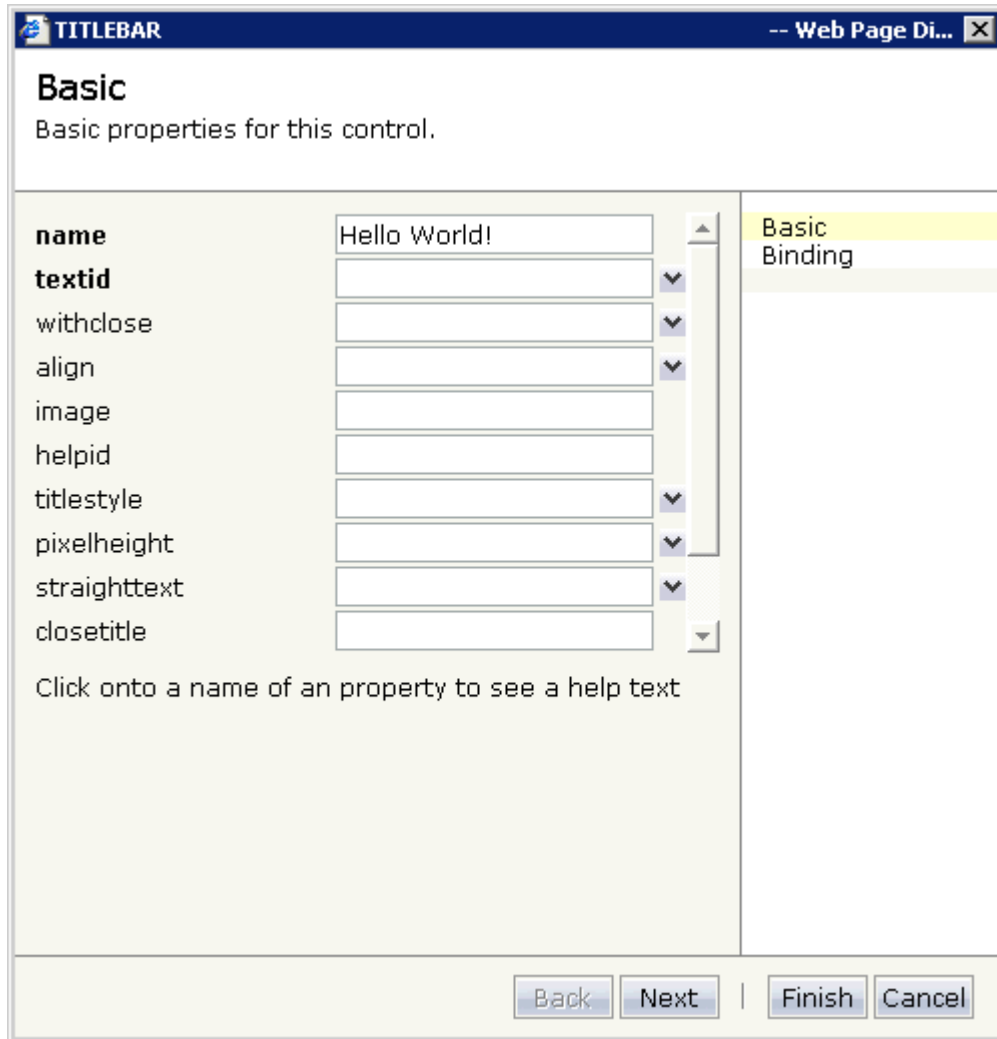 TITLEBAR -- Web Page Di...
Basic
Basic properties for this control.
name Hello World!
textid
withclose
align
image
helpid
titlestyle
pixelheight
straighttext
closetitle
Click onto a name of an property to see a help text
Basic
Binding
Back Next | Finish Cancel